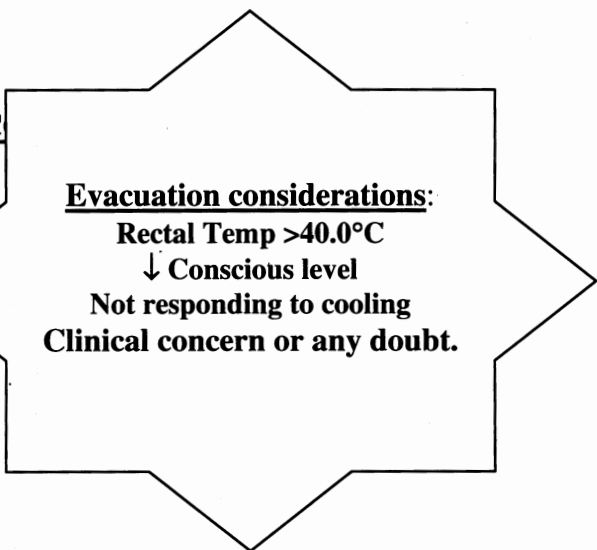 Evacuation considerations:
Rectal Temp >40.0°C
↓ Conscious level
Not responding to cooling
Clinical concern or any doubt.